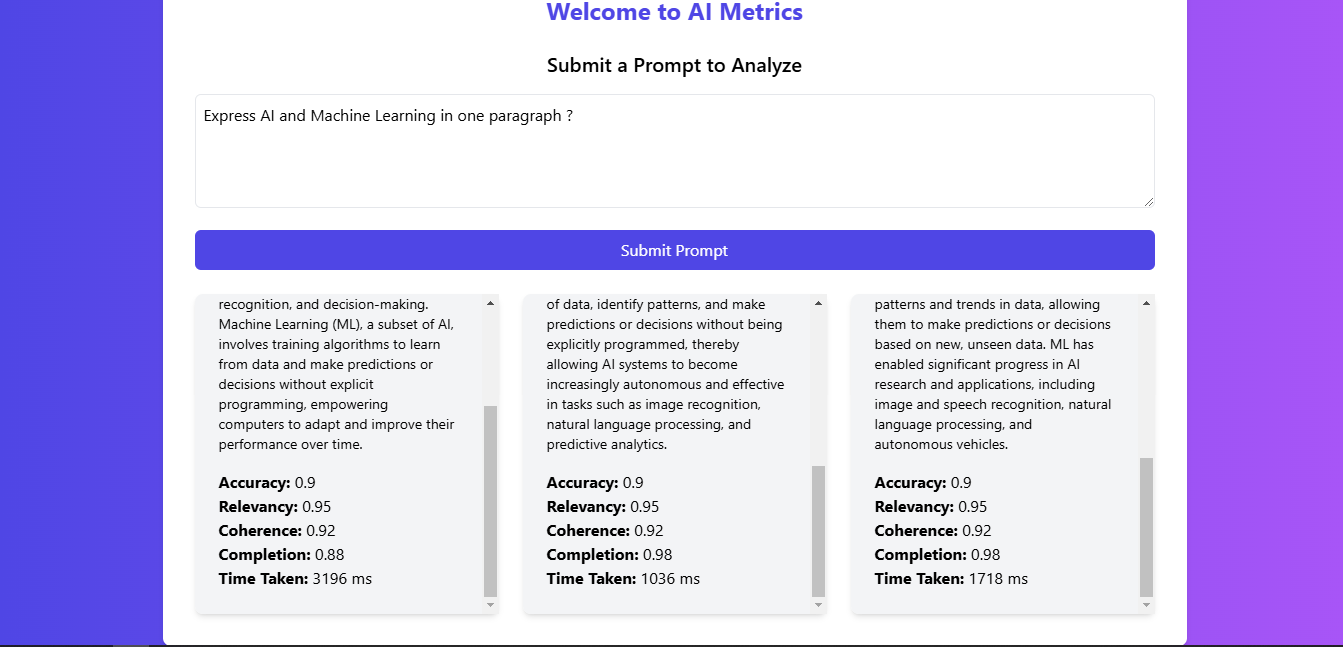 Welcome to AI Metrics
Submit a Prompt to Analyze
Express AI and Machine Learning in one paragraph ?
Submit Prompt
recognition, and decision-making.
Machine Learning (ML), a subset of AI,
involves training algorithms to learn
from data and make predictions or
decisions without explicit
programming, empowering
computers to adapt and improve their
performance over time.
Accuracy: 0.9
Relevancy: 0.95
Coherence: 0.92
Completion: 0.88
Time Taken: 3196 ms
of data, identify patterns, and make
predictions or decisions without being
explicitly programmed, thereby
allowing AI systems to become
increasingly autonomous and effective
in tasks such as image recognition,
natural language processing, and
predictive analytics.
Accuracy: 0.9
Relevancy: 0.95
Coherence: 0.92
Completion: 0.98
Time Taken: 1036 ms
patterns and trends in data, allowing
them to make predictions or decisions
based on new, unseen data. ML has
enabled significant progress in AI
research and applications, including
image and speech recognition, natural
language processing, and
autonomous vehicles.
Accuracy: 0.9
Relevancy: 0.95
Coherence: 0.92
Completion: 0.98
Time Taken: 1718 ms